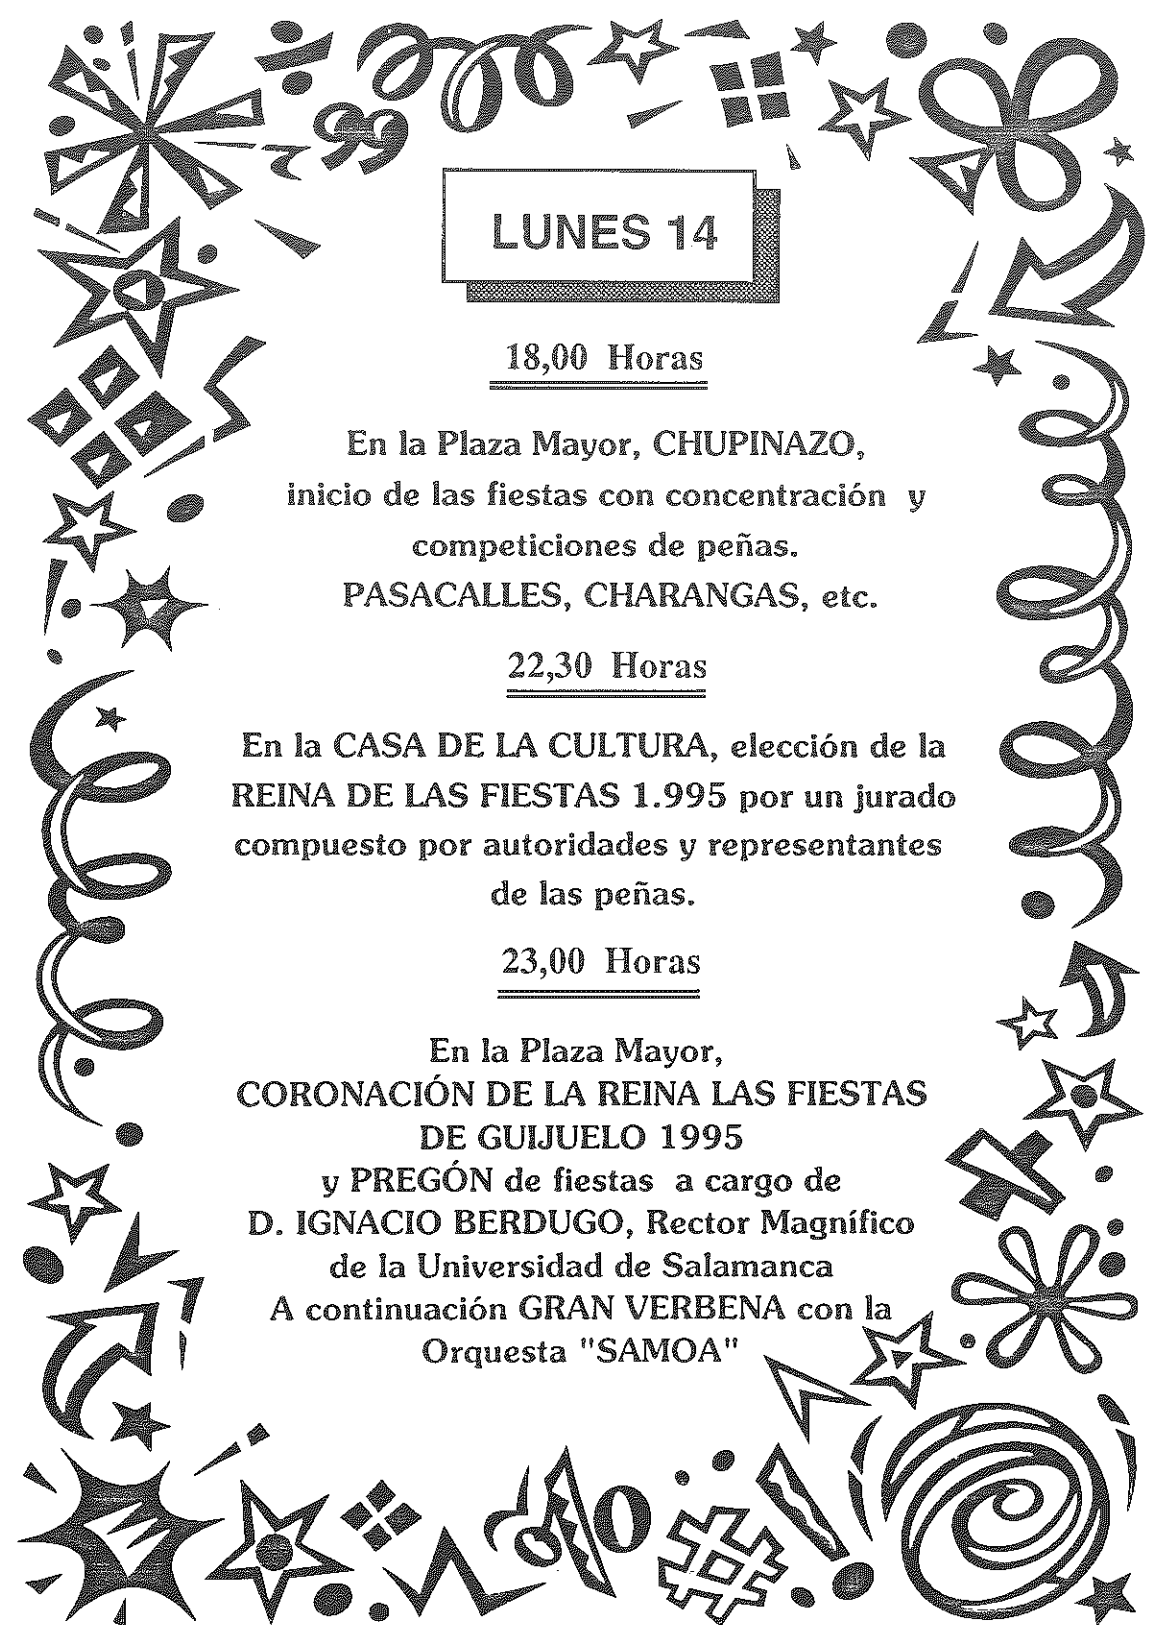 LUNES 14
18,00 Horas
En la Plaza Mayor, CHUPINAZO,
inicio de las fiestas con concentración y
competiciones de peñas.
PASACALLES, CHARANGAS, etc.
22,30 Horas
En la CASA DE LA CULTURA, elección de la
REINA DE LAS FIESTAS 1.995 por un jurado
compuesto por autoridades y representantes
de las peñas.
23,00 Horas
En la Plaza Mayor,
CORONACIÓN DE LA REINA LAS FIESTAS
DE GUIJUELO 1995
y PREGÓN de fiestas a cargo de
D. IGNACIO BERDUGO, Rector Magnífico
de la Universidad de Salamanca
A continuación GRAN VERBENA con la
Orquesta "SAMOA"